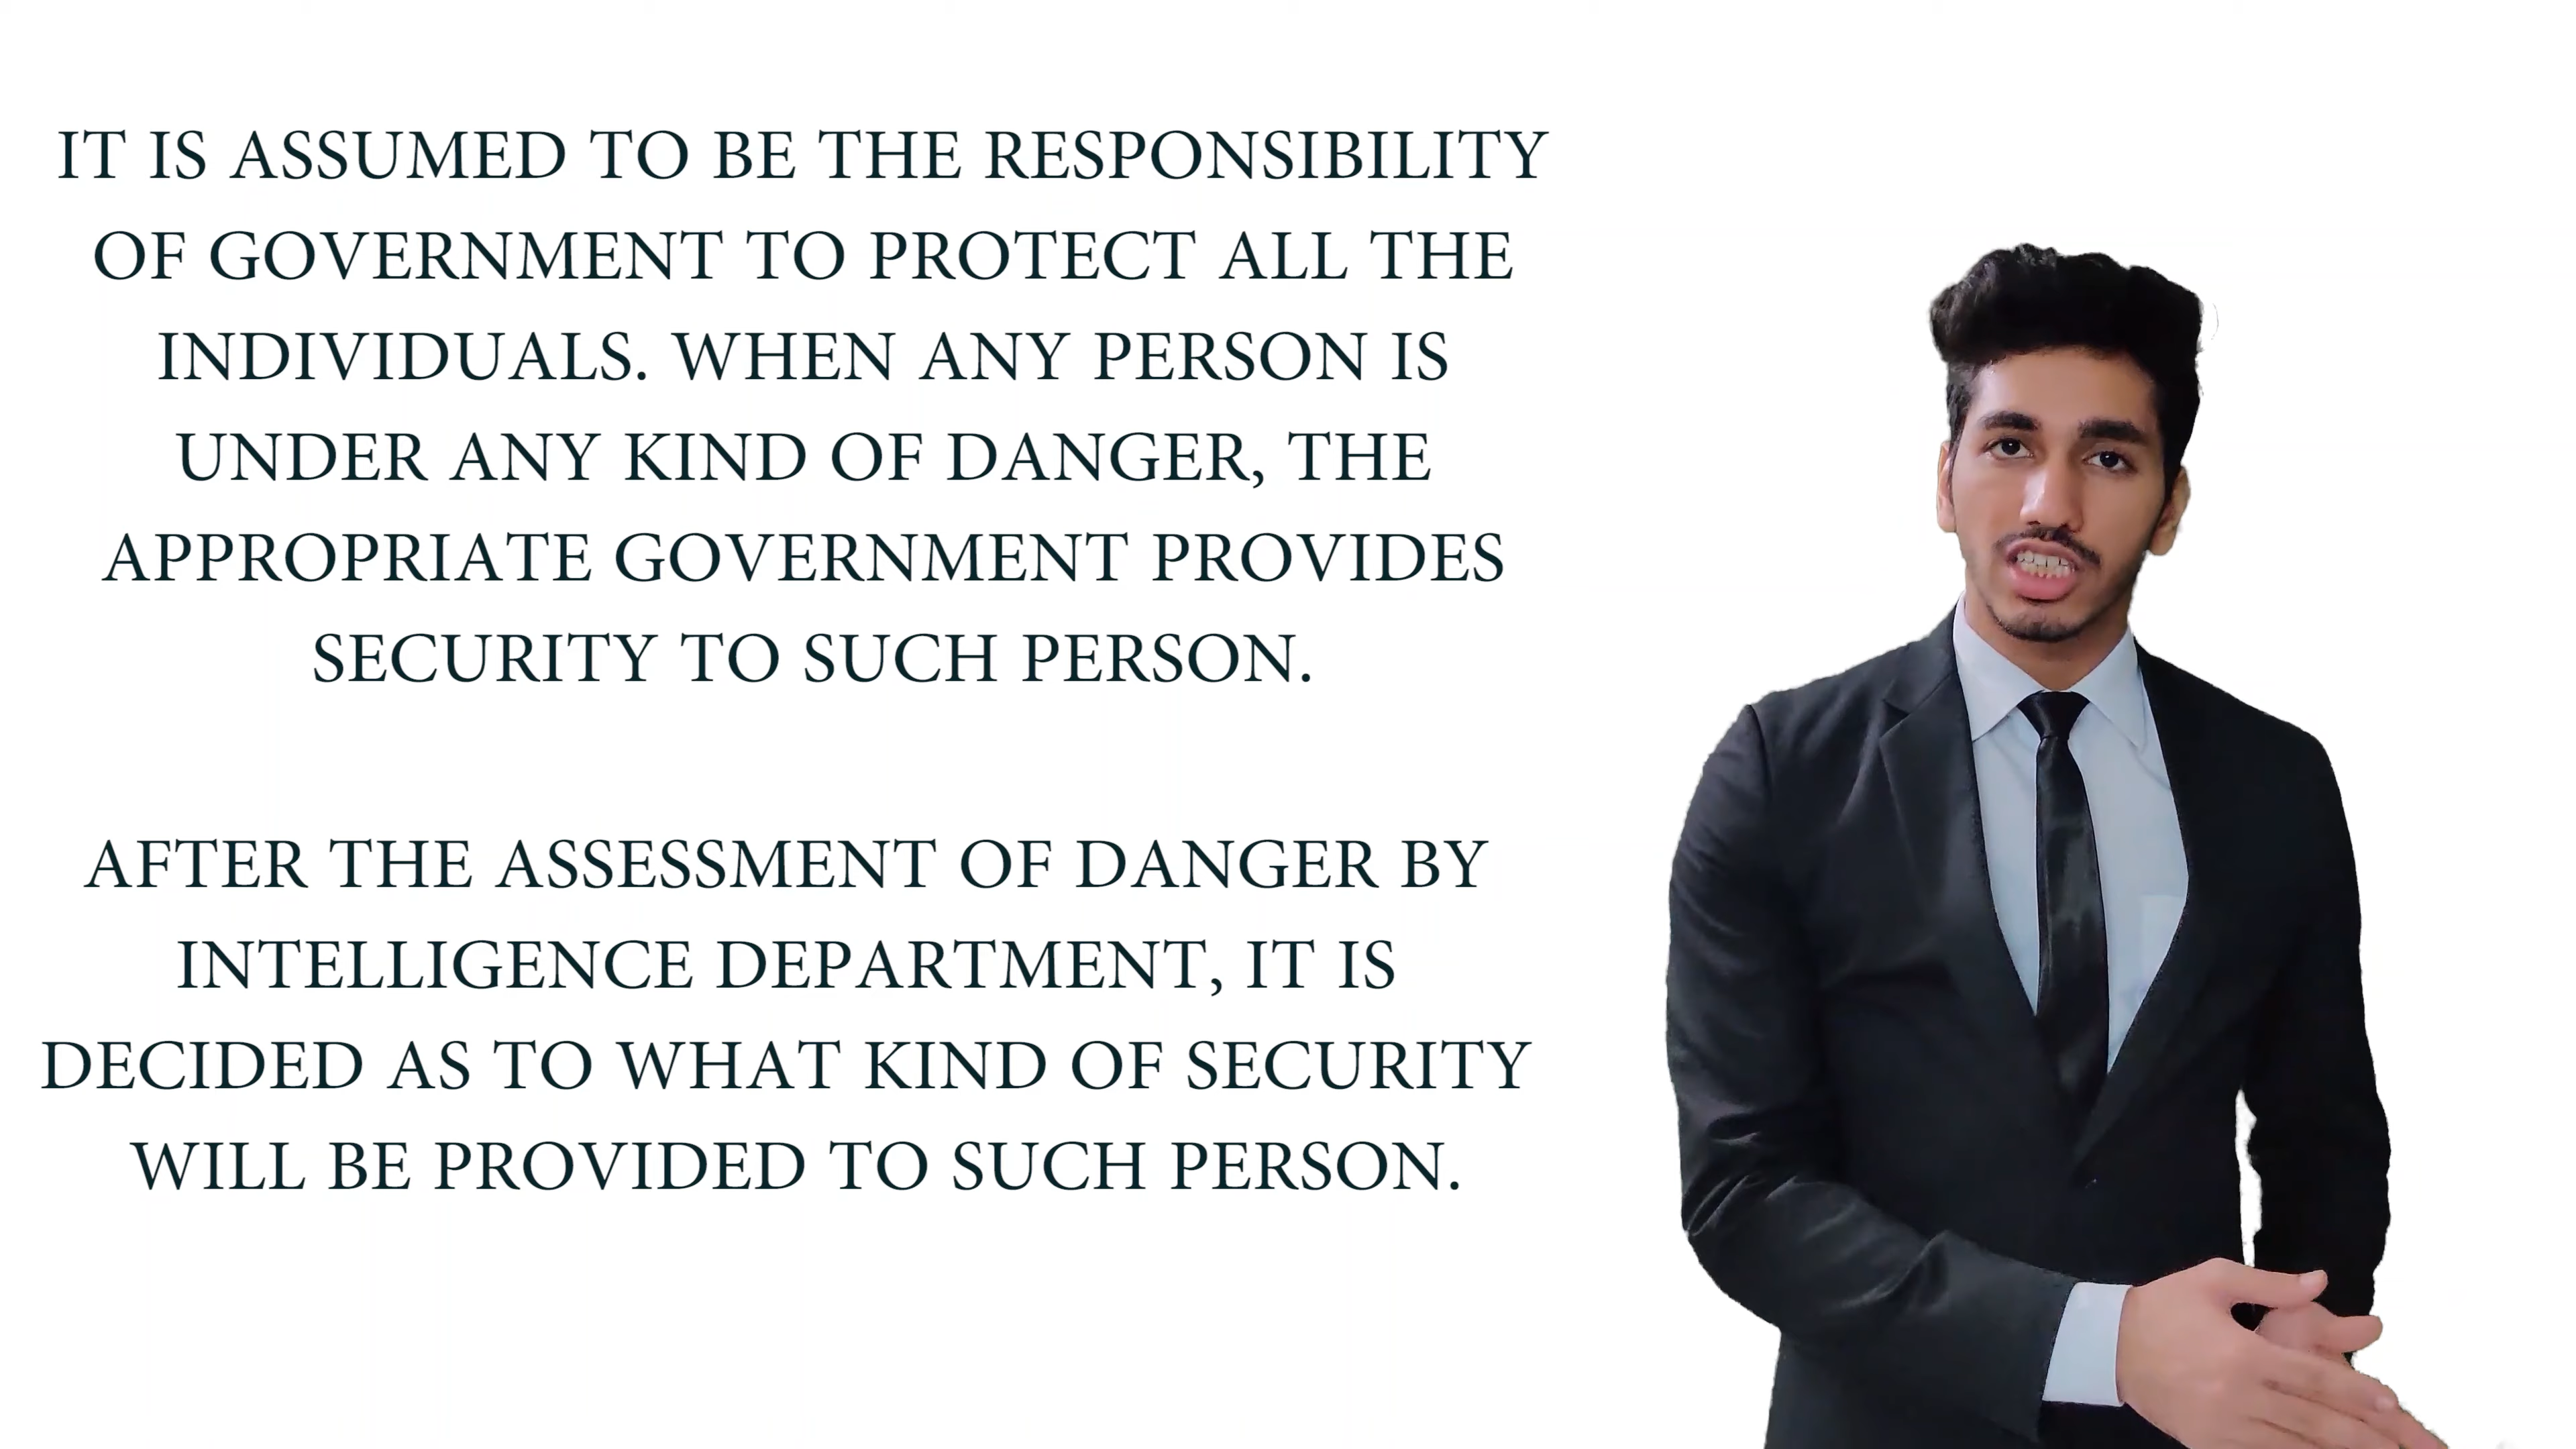 IT IS ASSUMED TO BE THE RESPONSIBILITY
OF GOVERNMENT TO PROTECT ALL THE
INDIVIDUALS. WHEN ANY PERSON IS
UNDER ANY KIND OF DANGER, THE
APPROPRIATE GOVERNMENT PROVIDES
SECURITY TO SUCH PERSON.
AFTER THE ASSESSMENT OF DANGER BY
INTELLIGENCE DEPARTMENT, IT IS
DECIDED AS TO WHAT KIND OF SECURITY
WILL BE PROVIDED TO SUCH PERSON.